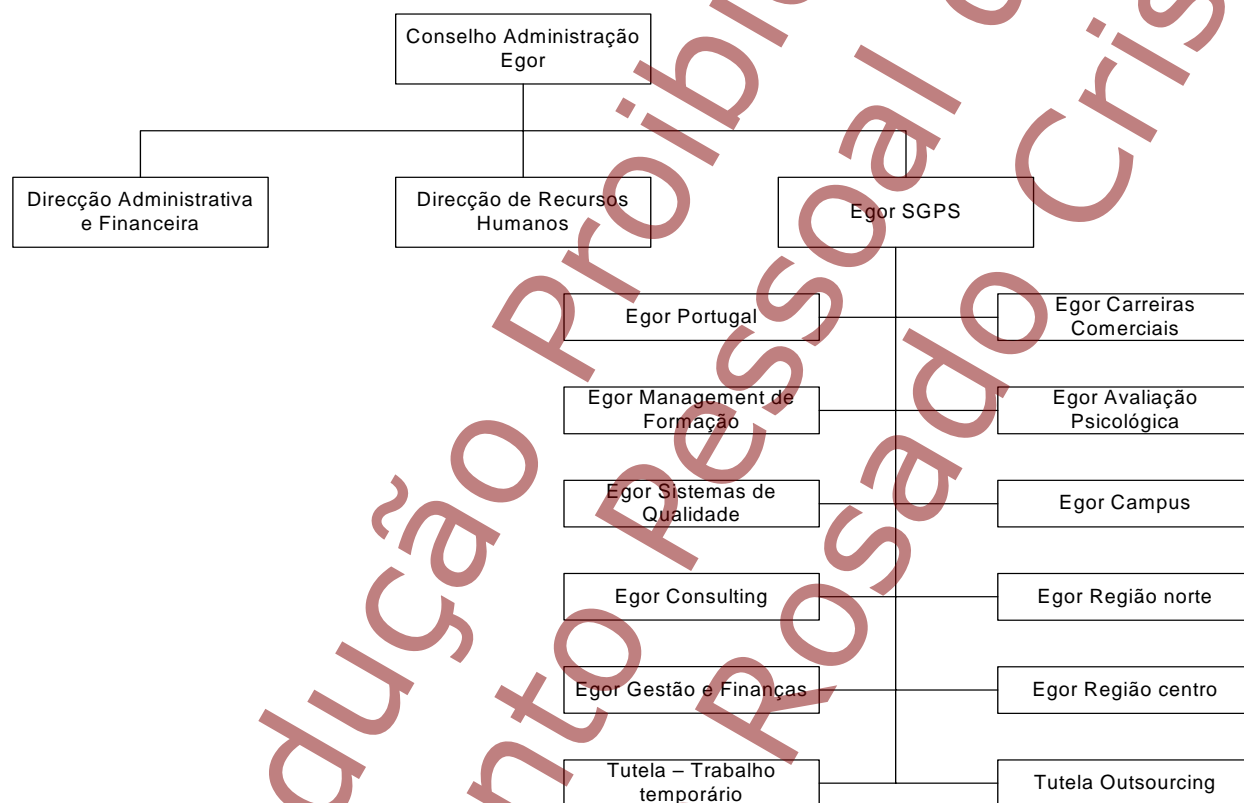 Conselho Administração
Egor
Direcção Administrativa
e Financeira
Direcção de Recursos
Humanos
Egor SGPS
Egor Portugal
Egor Carreiras
Comerciais
Egor Management de
Formação
Egor Avaliação
Psicológica
Egor Sistemas de
Qualidade
Egor Campus
Egor Consulting
Egor Região norte
Egor Gestão e Finanças
Egor Região centro
Tutela – Trabalho
temporário
Tutela Outsourcing
Pessoal
Rosado